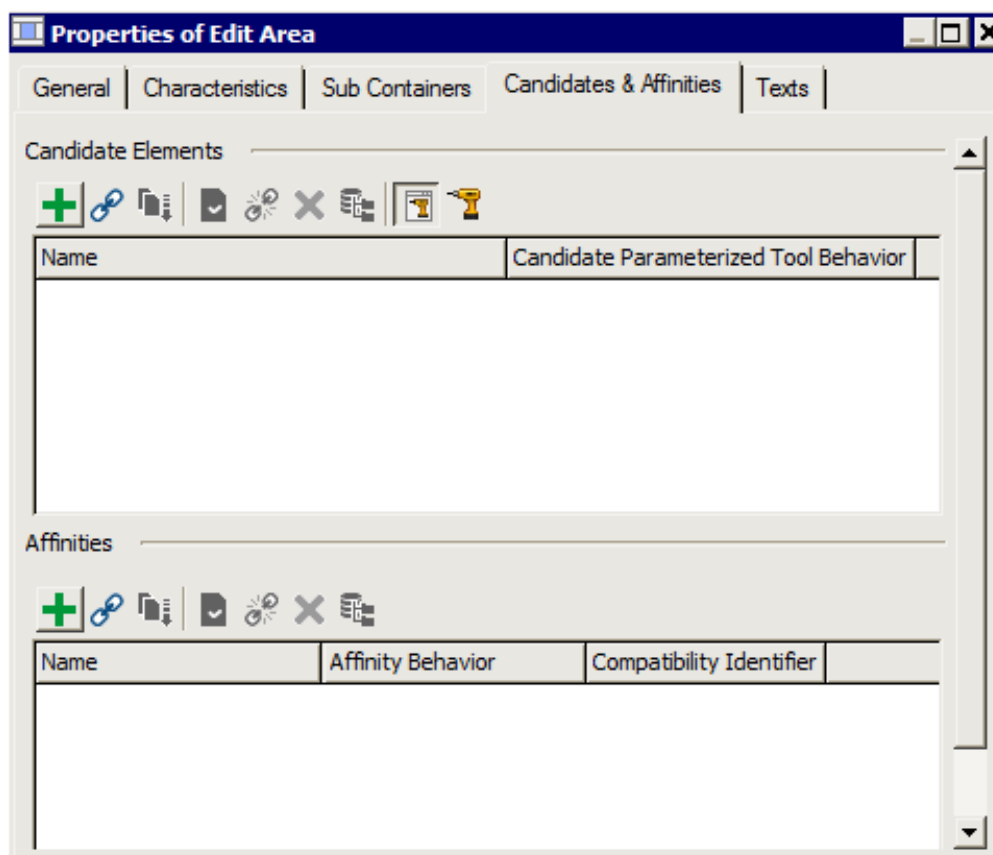 Properties of Edit Area
General Characteristics Sub Containers Candidates & Affinities Texts
Candidate Elements
Name Candidate Parameterized Tool Behavior
Affinities
Name Affinity Behavior Compatibility Identifier